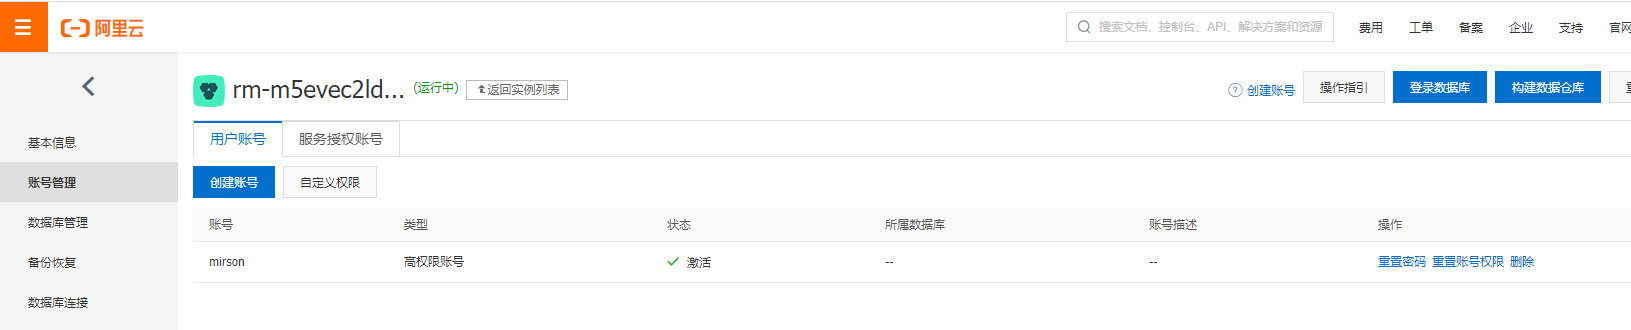 阿里云
搜索文档、控制台、API、解决方案和资源 费用 工单 备案 企业 支持
rm-m5evec2ld... (运行中) 返回实例列表 ? 创建账号 操作指引 登录数据库 构建数据仓库
基本信息
账号管理
数据库管理
备份恢复
数据库连接
用户账号 服务授权账号
创建账号 自定义权限
账号 类型 状态 所属数据库 账号描述 操作
mirson 高权限账号 激活 -- -- 重置密码 重置账号权限 删除